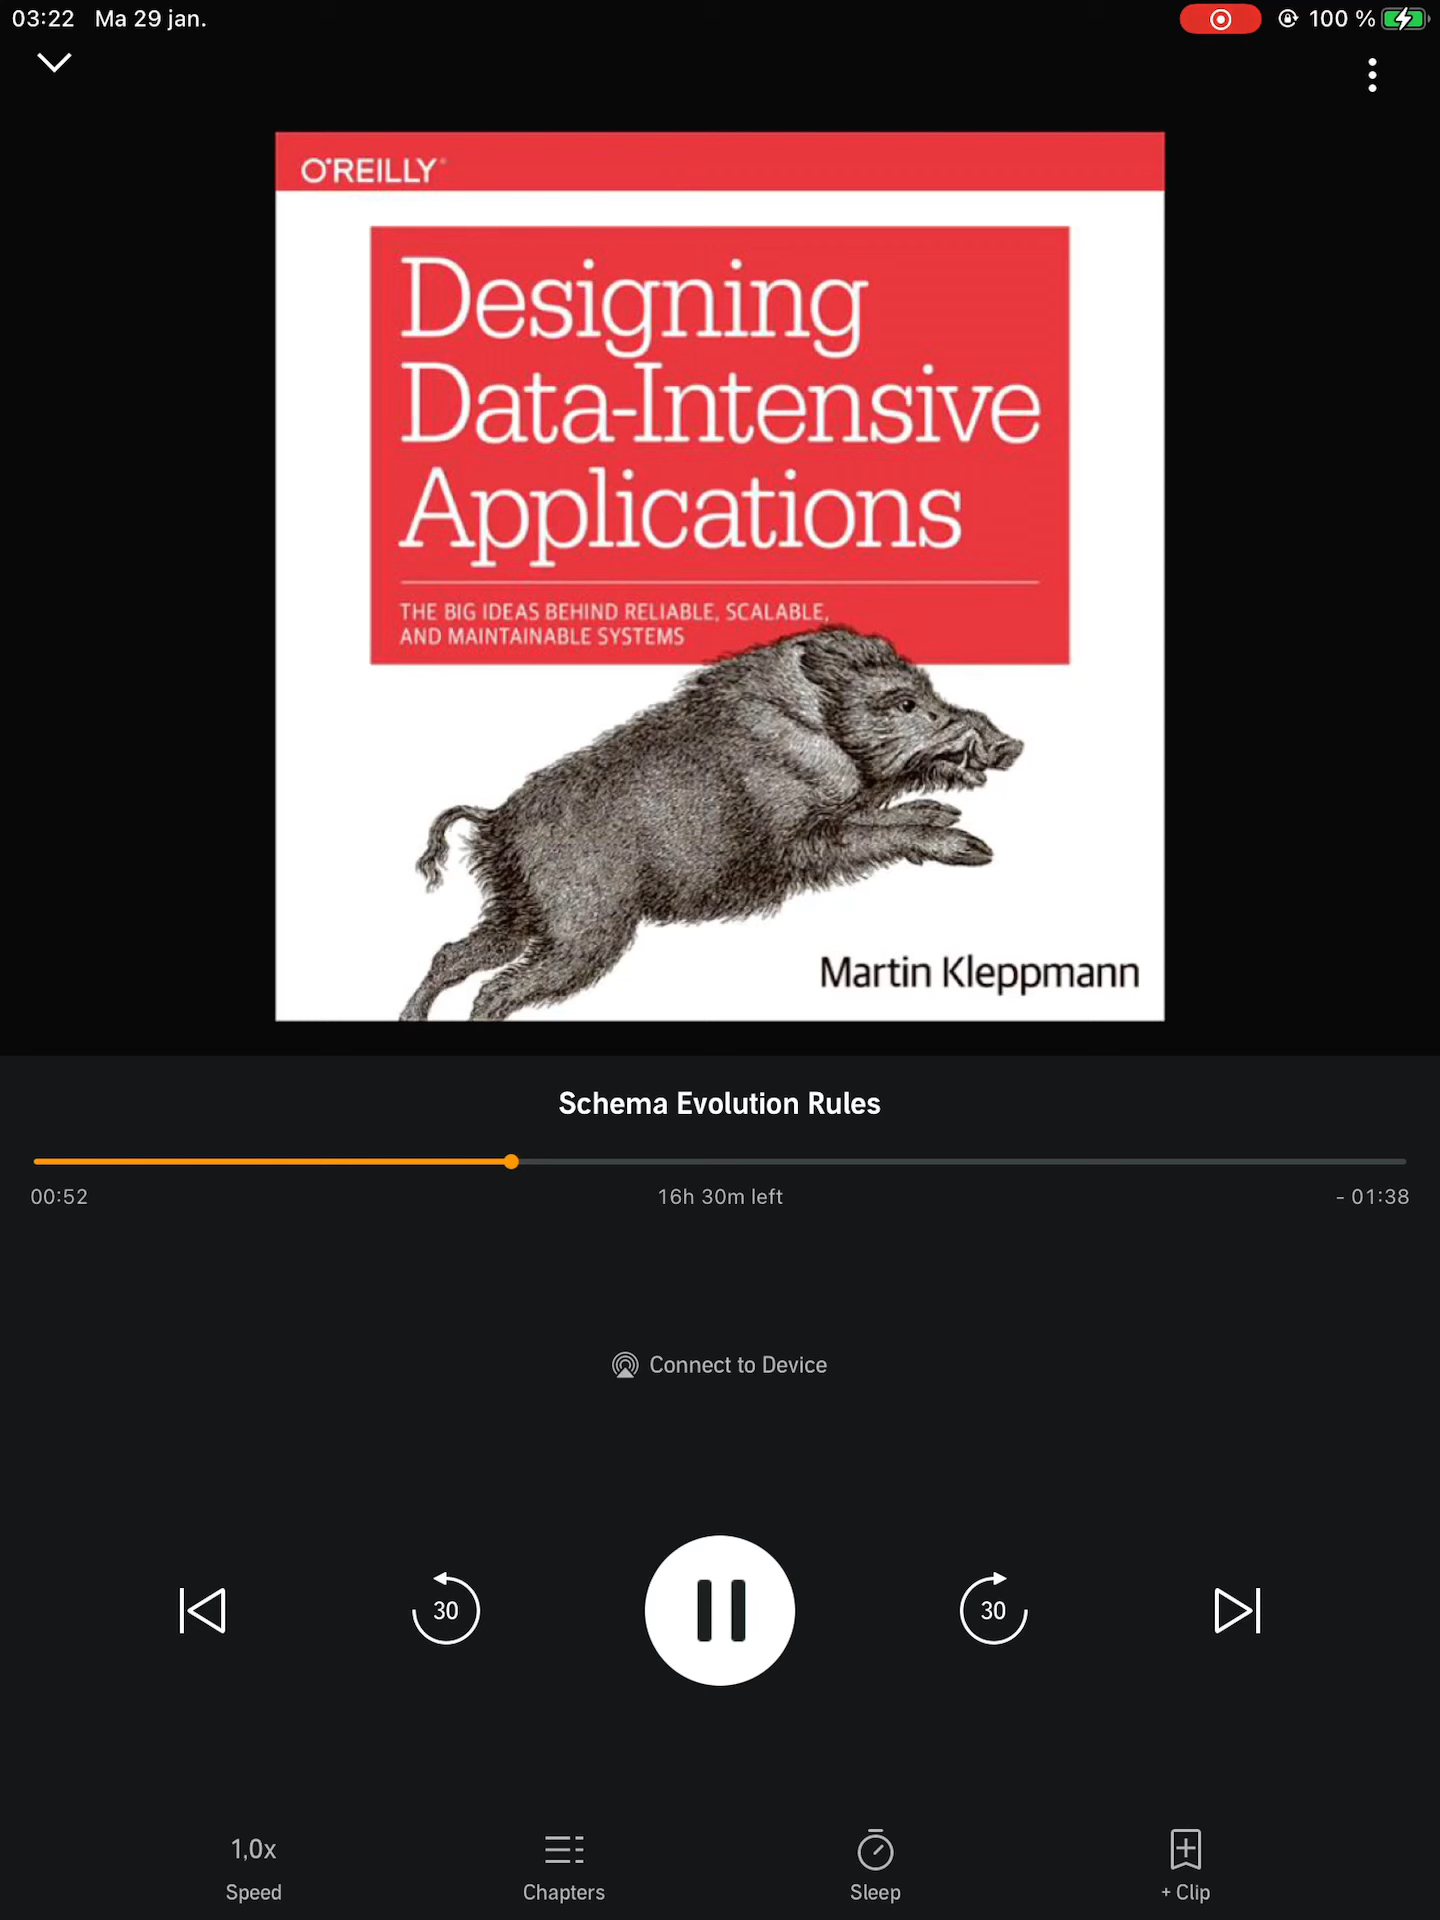 03:22 Ma 29 jan.
100 %
O'REILLY®
Designing
Data-Intensive
Applications
THE BIG IDEAS BEHIND RELIABLE, SCALABLE,
AND MAINTAINABLE SYSTEMS
Martin Kleppmann
Schema Evolution Rules
00:52 16h 30m left - 01:38
Connect to Device
30 30
1,0x
Speed Chapters Sleep + Clip